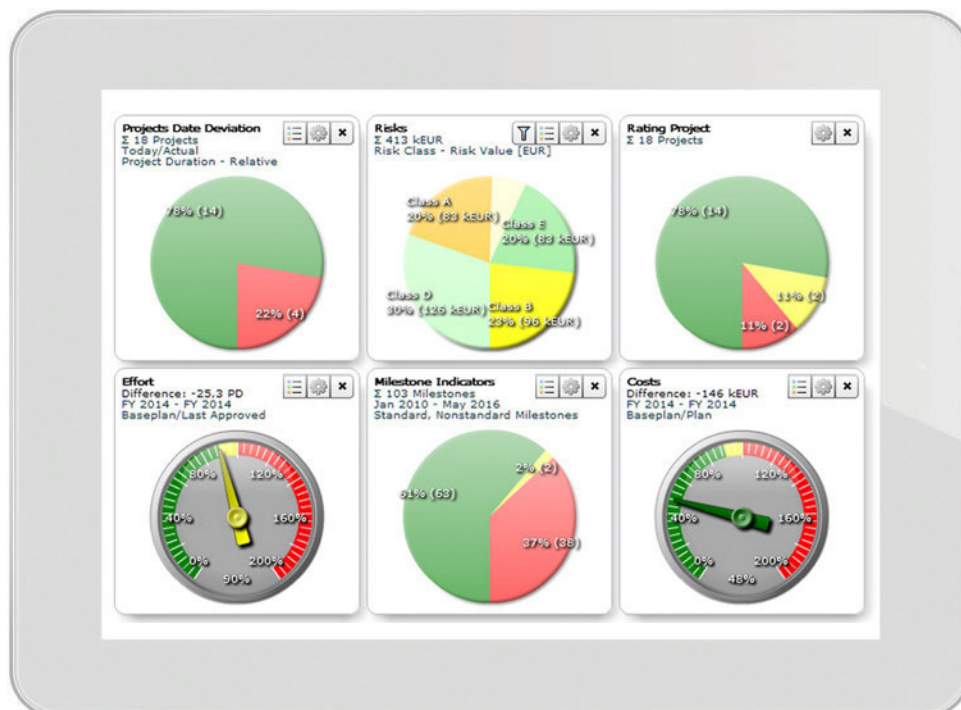 Projects Date Deviation
Σ 18 Projects
Today/Actual
Project Duration - Relative
78% (14)
22% (4)
Risks
Σ 413 kEUR
Risk Class - Risk Value [EUR]
Class A
20% (83 kEUR)
Class E
20% (83 kEUR)
Class D
30% (126 kEUR)
Class B
23% (96 kEUR)
Rating Project
Σ 18 Projects
78% (14)
11% (2)
11% (2)
Effort
Difference: -25,3 PD
FY 2014 - FY 2014
Baseplan/Last Approved
80%
120%
40%
160%
0%
200%
90%
Milestone Indicators
Σ 103 Milestones
Jan 2010 - May 2016
Standard, Nonstandard Milestones
2% (2)
61% (63)
37% (38)
Costs
Difference: -146 kEUR
FY 2014 - FY 2014
Baseplan/Plan
80%
120%
40%
160%
0%
200%
48%